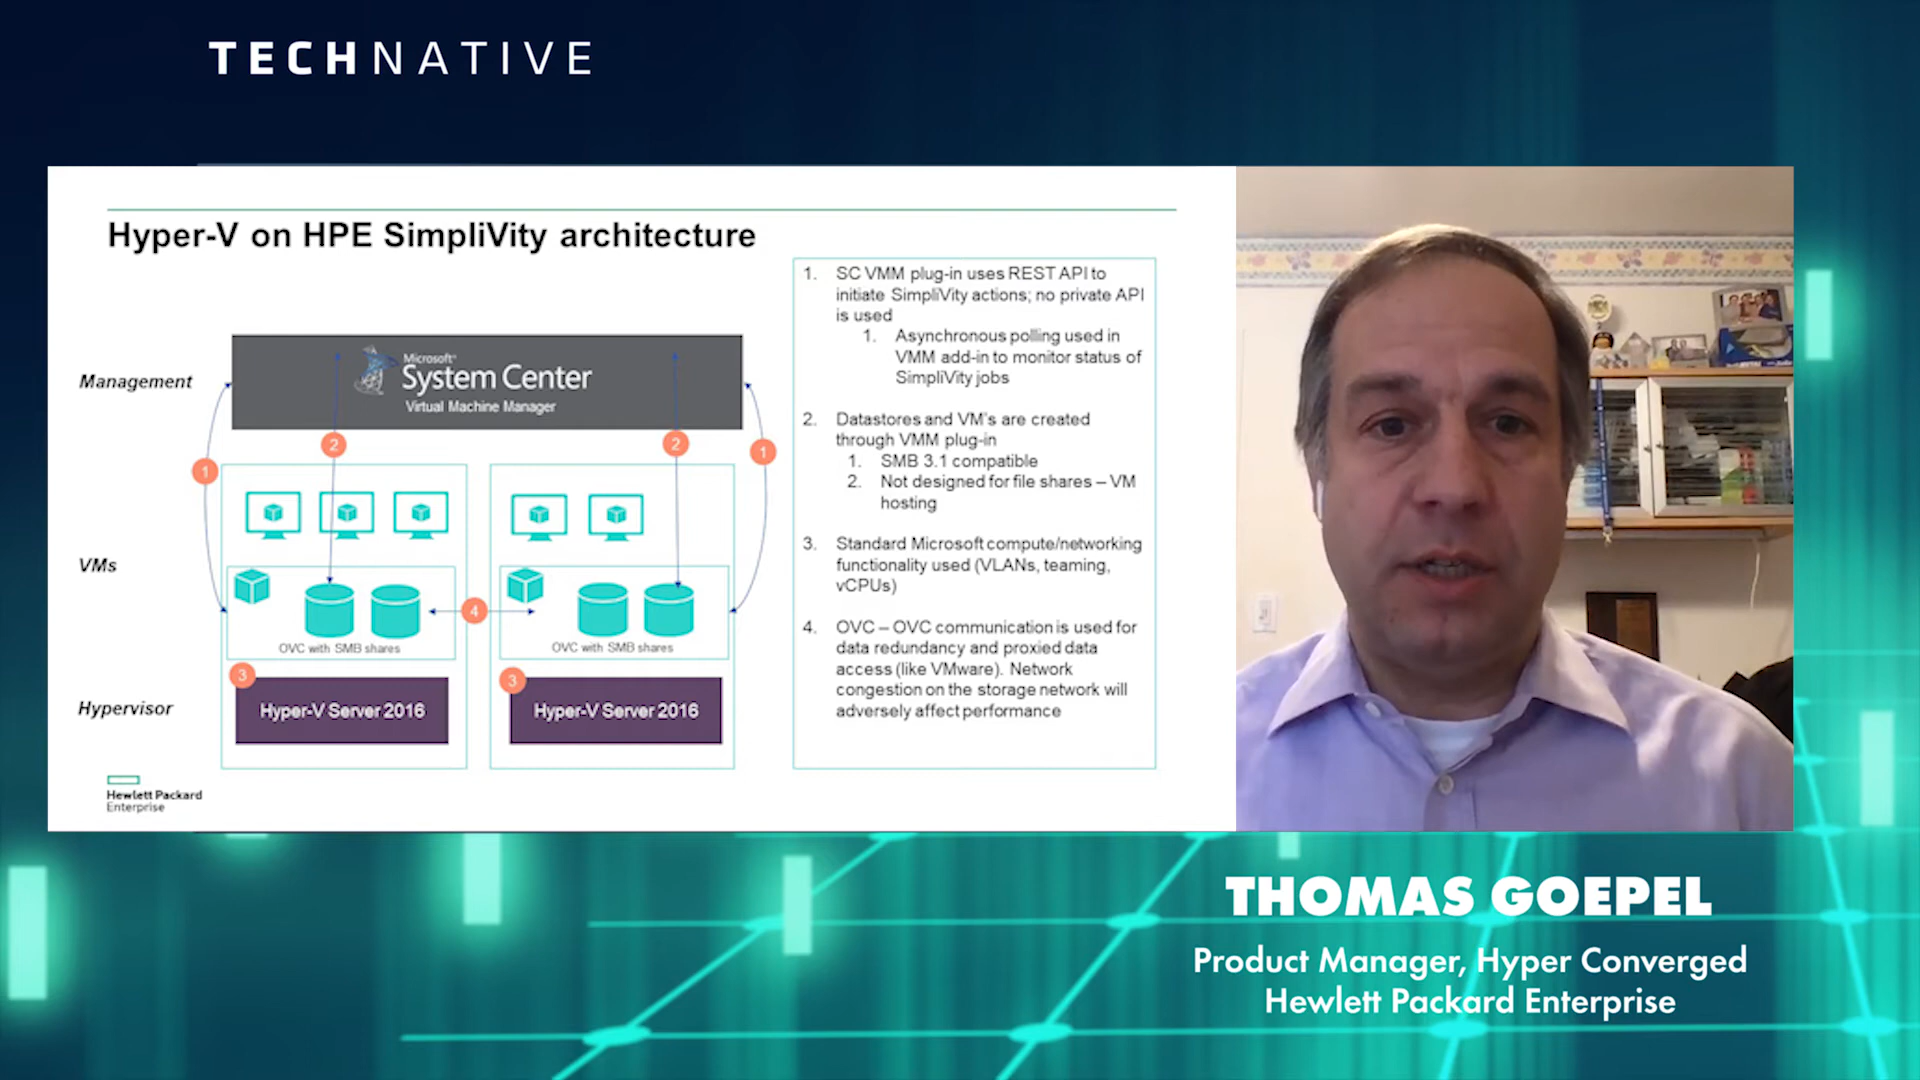 TECHNATIVE
Hyper-V on HPE SimpliVity architecture
Management
Microsoft
System Center
Virtual Machine Manager
1
2
2
1
VMs
OVC with SMB shares
4
OVC with SMB shares
Hypervisor
3
Hyper-V Server 2016
3
Hyper-V Server 2016
1. SC VMM plug-in uses REST API to
initiate SimpliVity actions; no private API
is used
1. Asynchronous polling used in
VMM add-in to monitor status of
SimpliVity jobs
2. Datastores and VM's are created
through VMM plug-in
1. SMB 3.1 compatible
2. Not designed for file shares – VM
hosting
3. Standard Microsoft compute/networking
functionality used (VLANs, teaming,
vCPUs)
4. OVC – OVC communication is used for
data redundancy and proxied data
access (like VMware). Network
congestion on the storage network will
adversely affect performance
Hewlett Packard
Enterprise
THOMAS GOEPEL
Product Manager, Hyper Converged
Hewlett Packard Enterprise